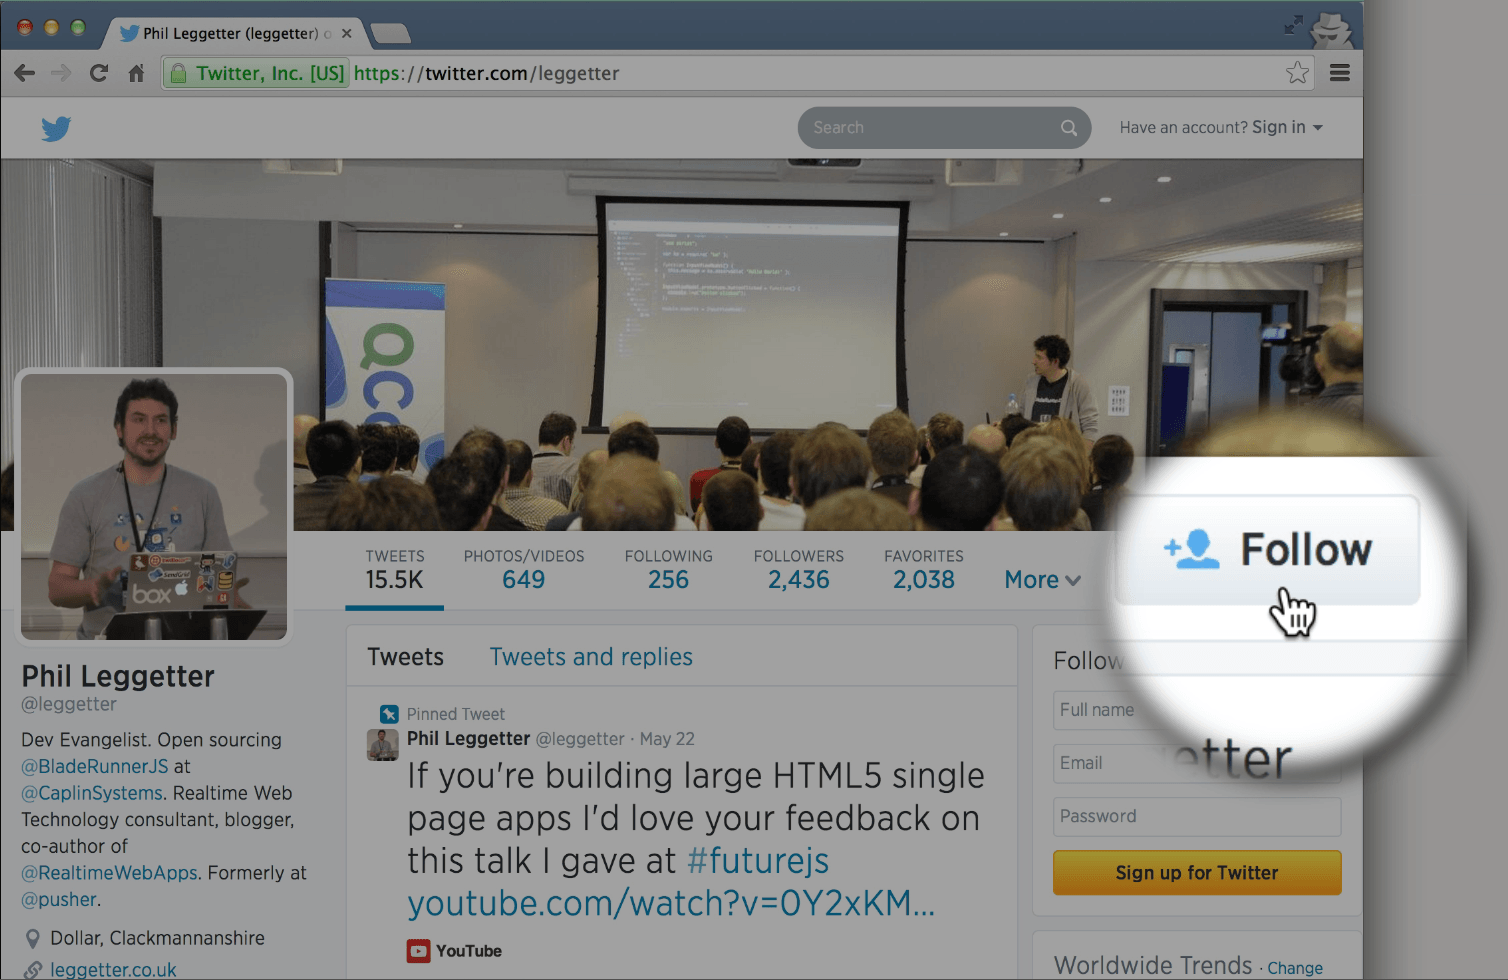 Phil Leggetter (leggetter) o
Twitter, Inc. [US] https://twitter.com/leggetter
Search
Have an account? Sign in
QCo
box
TWEETS PHOTOS/VIDEOS FOLLOWING FOLLOWERS FAVORITES
15.5K 649 256 2,436 2,038 More
Follow
Phil Leggetter
@leggetter
Dev Evangelist. Open sourcing
@BladeRunnerJS at
@CaplinSystems. Realtime Web
Technology consultant, blogger,
co-author of
@RealtimeWebApps. Formerly at
@pusher.
Dollar, Clackmannanshire
leggetter.co.uk
Tweets Tweets and replies
Pinned Tweet
Phil Leggetter @leggetter · May 22
If you're building large HTML5 single
page apps I'd love your feedback on
this talk I gave at #futurejs
youtube.com/watch?v=0Y2xKM...
YouTube
Follow
Full name
etter
Email
Password
Sign up for Twitter
Worldwide Trends · Change